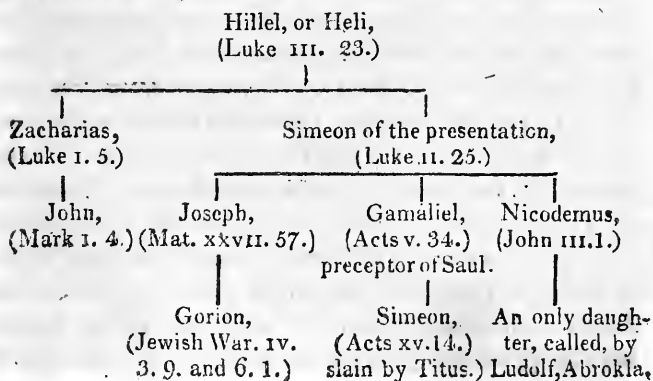 Hillel, or Heli,
(Luke III. 23.)
Zacharias, Simeon of the presentation,
(Luke I. 5.) (Luke II. 25.)
John, Joseph, Gamaliel, Nicodemus,
(Mark I. 4.) (Mat. XXVII. 57.) (Acts V. 34.) (John III.1.)
preceptor of Saul.
Gorion, Simeon, An only daugh-
(Jewish War. IV. (Acts XV.14.) ter, called, by
3. 9. and 6. 1.) slain by Titus.) Ludolf, Abrokla,